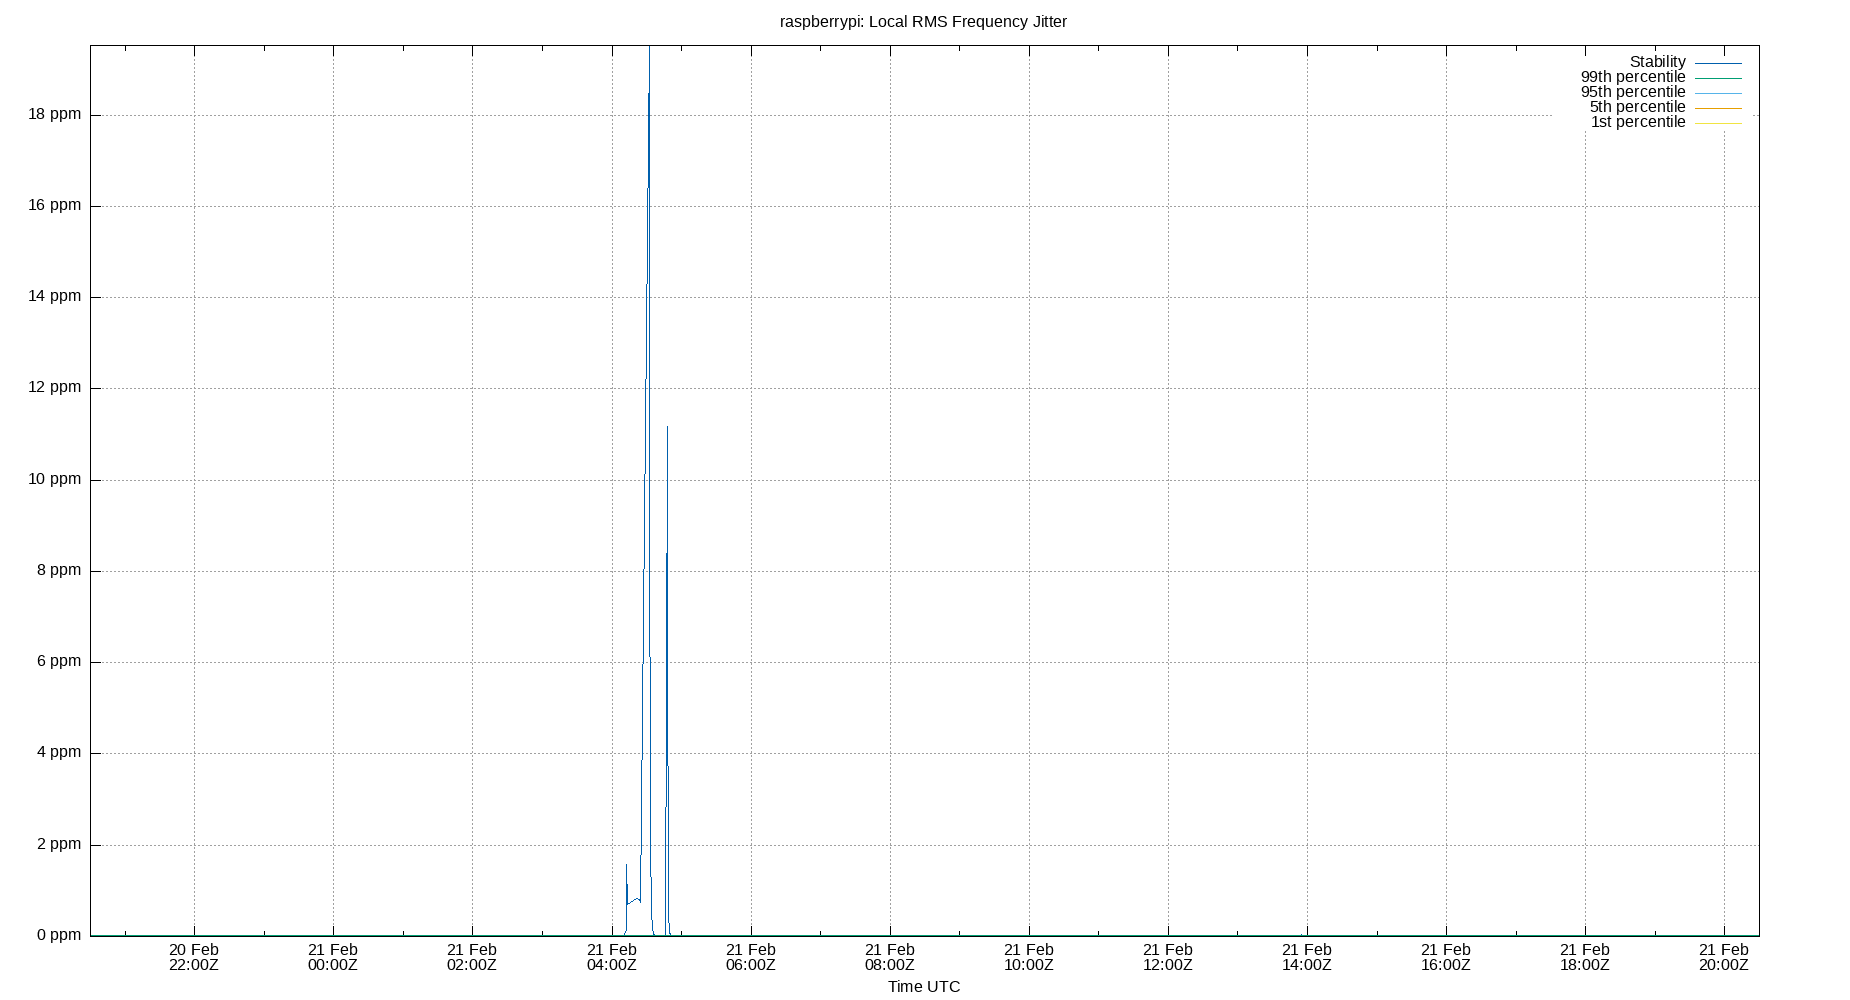 raspberrypi: Local RMS Frequency Jitter
Stability
99th percentile
95th percentile
5th percentile
1st percentile
18 ppm
16 ppm
14 ppm
12 ppm
10 ppm
8 ppm
6 ppm
4 ppm
2 ppm
0 ppm
20 Feb 21 Feb 21 Feb 21 Feb 21 Feb 21 Feb 21 Feb 21 Feb 21 Feb 21 Feb 21 Feb 21 Feb
22:00Z 00:00Z 02:00Z 04:00Z 06:00Z 08:00Z 10:00Z 12:00Z 14:00Z 16:00Z 18:00Z 20:00Z
Time UTC